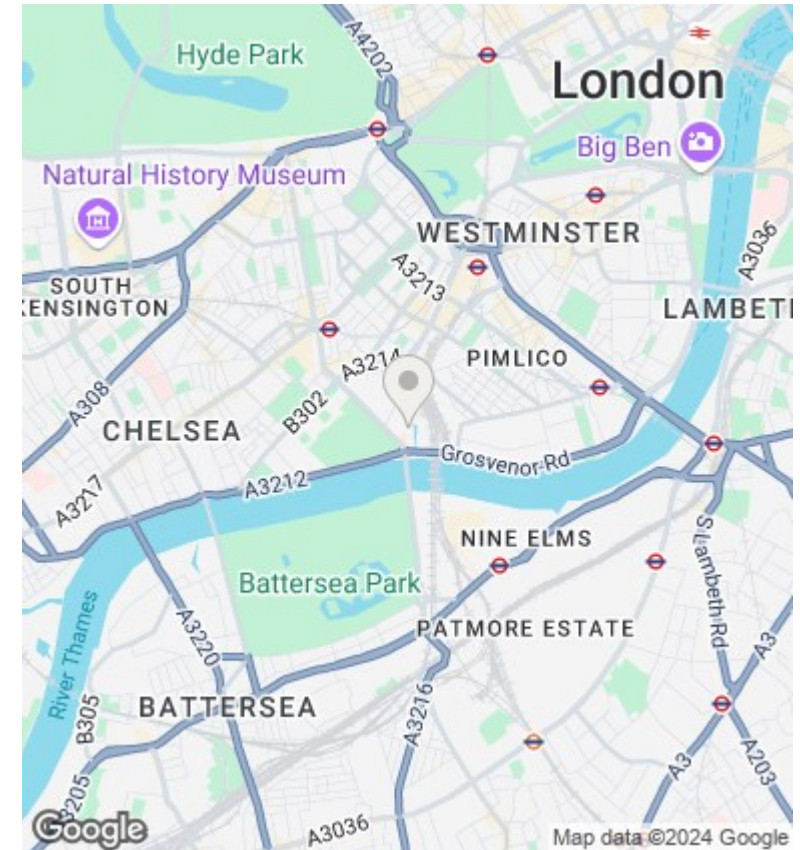 A4202
Hyde Park
London
Big Ben
Natural History Museum
WESTMINSTER
A3036
A3213
SOUTH
KENSINGTON
LAMBETH
PIMLICO
A3214
A308
B302
CHELSEA
Grosvenor Rd
A3212
A3217
NINE ELMS
S Lambeth Rd
Battersea Park
River Thames
A3220
PATMORE ESTATE
A3
B305
BATTERSEA
A3216
A3205
A3
A203
Google
A3036
Map data ©2024 Google